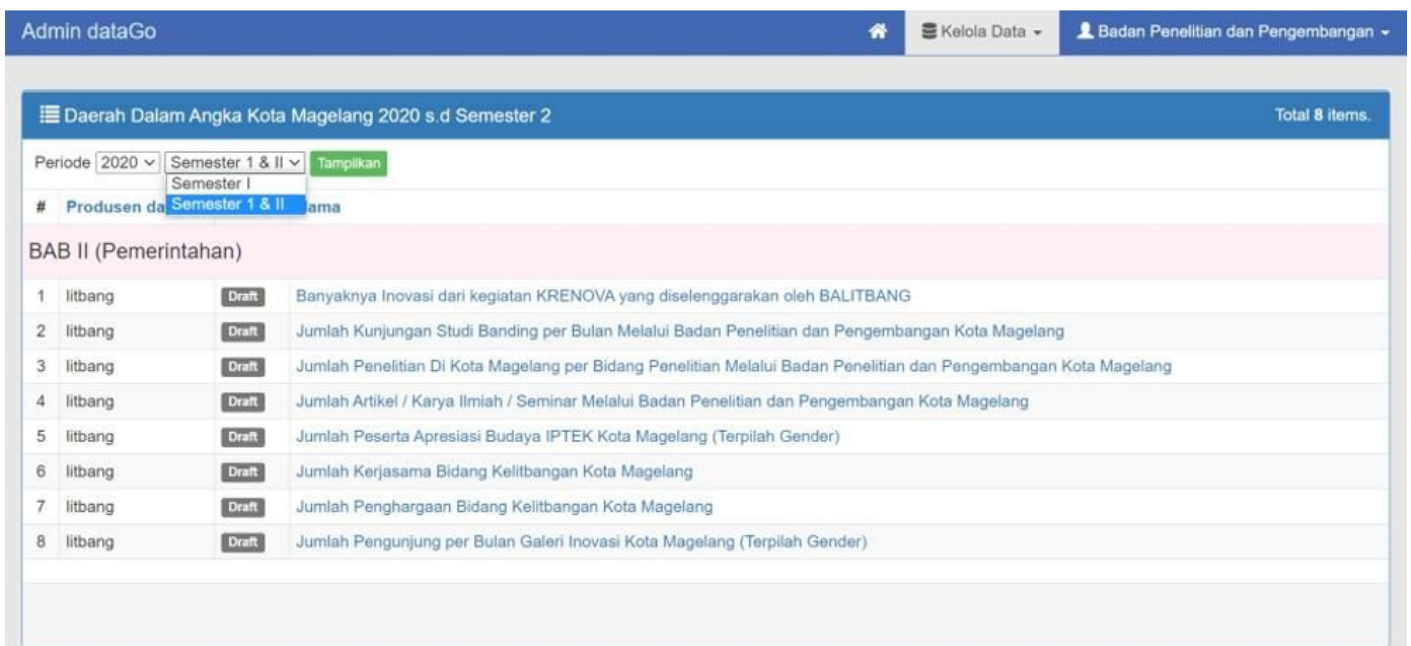 Admin dataGo Kelola Data Badan Penelitian dan Pengembangan
Daerah Dalam Angka Kota Magelang 2020 s.d Semester 2 Total 8 items.
Periode 2020 Semester 1 & II Tampilkan
Semester I
Semester 1 & II
# Produsen da ama
BAB II (Pemerintahan)
1 litbang Draft Banyaknya Inovasi dari kegiatan KRENOVA yang diselenggarakan oleh BALITBANG
2 litbang Draft Jumlah Kunjungan Studi Banding per Bulan Melalui Badan Penelitian dan Pengembangan Kota Magelang
3 litbang Draft Jumlah Penelitian Di Kota Magelang per Bidang Penelitian Melalui Badan Penelitian dan Pengembangan Kota Magelang
4 litbang Draft Jumlah Artikel / Karya Ilmiah / Seminar Melalui Badan Penelitian dan Pengembangan Kota Magelang
5 litbang Draft Jumlah Peserta Apresiasi Budaya IPTEK Kota Magelang (Terpilah Gender)
6 litbang Draft Jumlah Kerjasama Bidang Kelitbangan Kota Magelang
7 litbang Draft Jumlah Penghargaan Bidang Kelitbangan Kota Magelang
8 litbang Draft Jumlah Pengunjung per Bulan Galeri Inovasi Kota Magelang (Terpilah Gender)